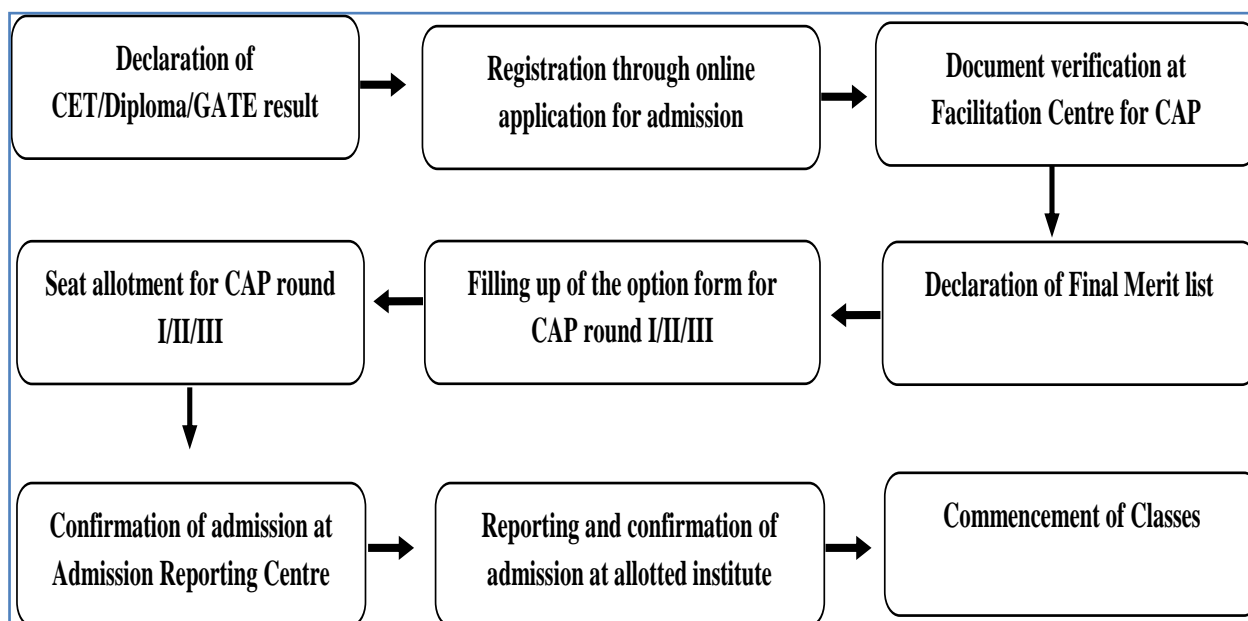 Declaration of
CET/Diploma/GATE result
Registration through online
application for admission
Document verification at
Facilitation Centre for CAP
Declaration of Final Merit list
Filling up of the option form for
CAP round I/II/III
Seat allotment for CAP round
I/II/III
Confirmation of admission at
Admission Reporting Centre
Reporting and confirmation of
admission at allotted institute
Commencement of Classes